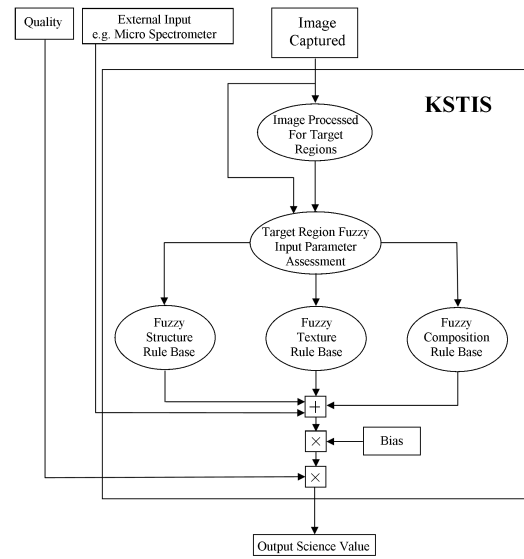 Quality
External Input
e.g. Micro Spectrometer
Image
Captured
KSTIS
Image Processed
For Target
Regions
Target Region Fuzzy
Input Parameter
Assessment
Fuzzy
Structure
Rule Base
Fuzzy
Texture
Rule Base
Fuzzy
Composition
Rule Base
+
×
Bias
×
Output Science Value